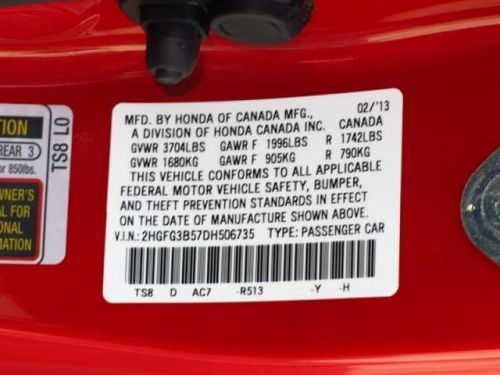 MFD. BY HONDA OF CANADA MFG., 02/'13
A DIVISION OF HONDA CANADA INC. CANADA
GVWR 3704LBS GAWR F 1996LBS R 1742LBS
GVWR 1680KG GAWR F 905KG R 790KG
THIS VEHICLE CONFORMS TO ALL APPLICABLE
FEDERAL MOTOR VEHICLE SAFETY, BUMPER,
AND THEFT PREVENTION STANDARDS IN EFFECT
ON THE DATE OF MANUFACTURE SHOWN ABOVE.
V.I.N.: 2HGFG3B57DH506735 TYPE: PASSENGER CAR
TS8 D AC7 -R513 -Y -H
TION
REAR 3
or 850lbs.
WNER'S
AL FOR
IONAL
MATION
TS8 L0